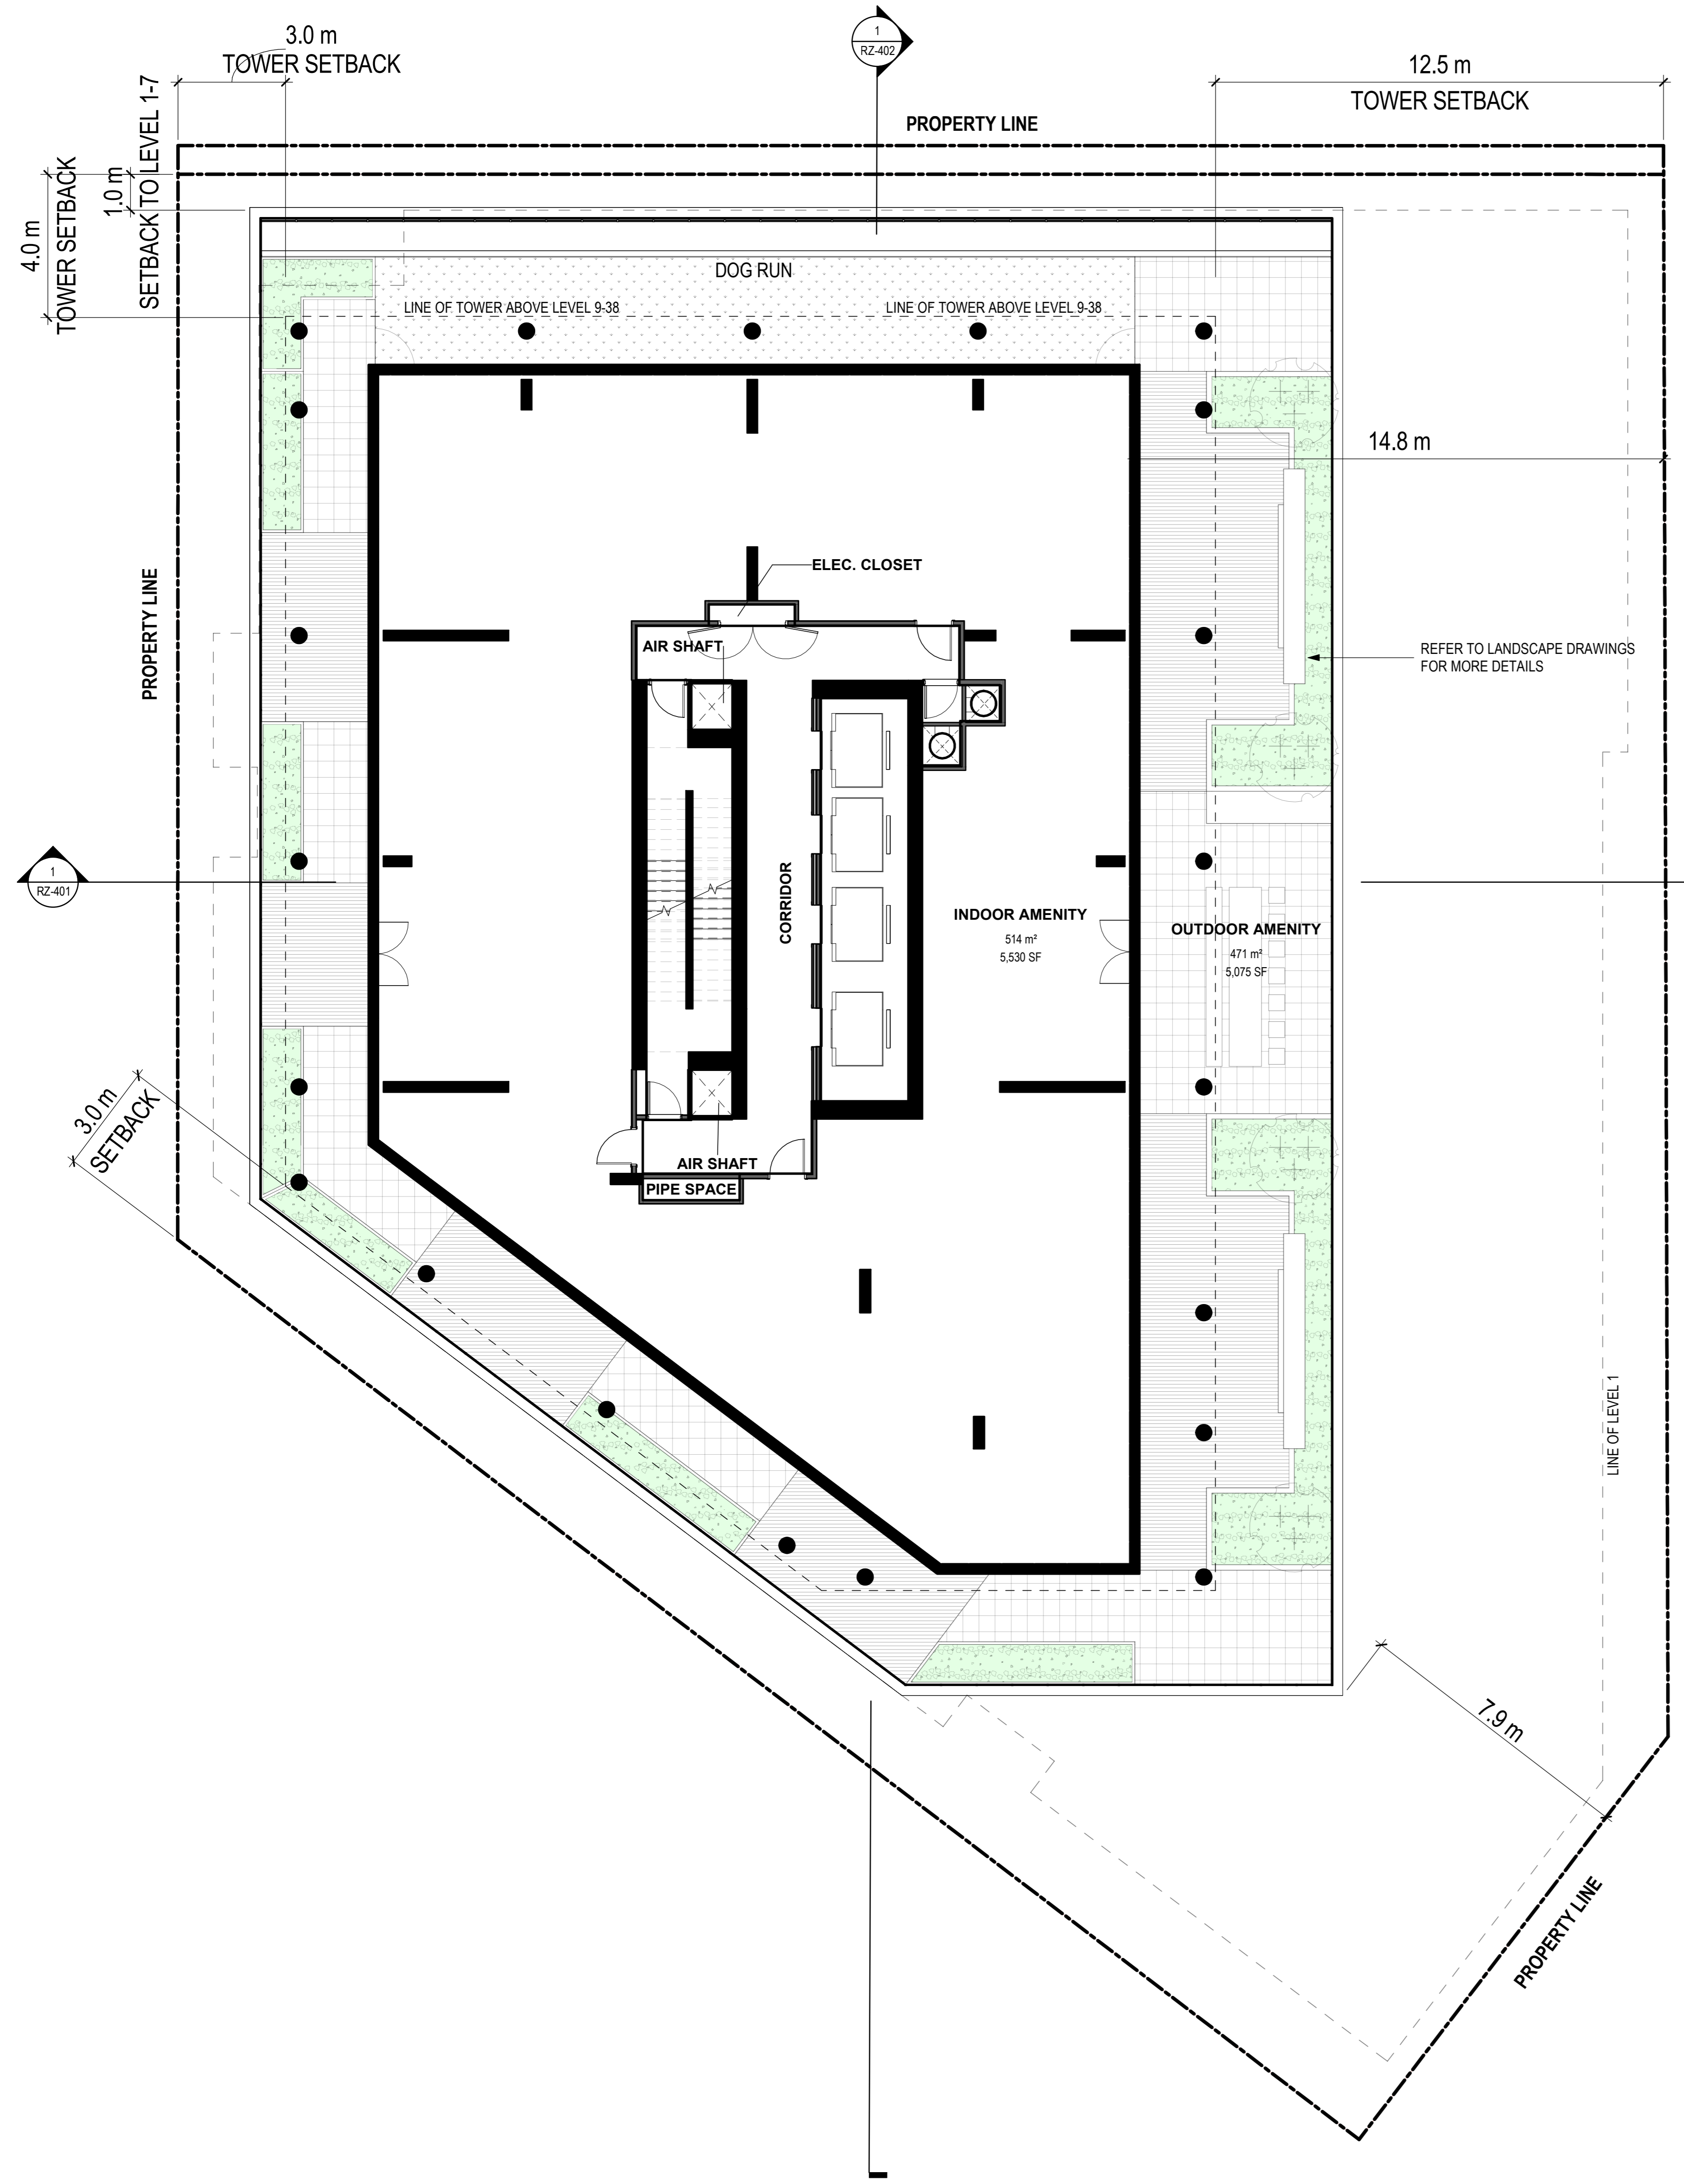 3.0 m
TOWER SETBACK
1
RZ-402
12.5 m
TOWER SETBACK
PROPERTY LINE
4.0 m
TOWER SETBACK
1.0 m
SETBACK TO LEVEL 1-7
DOG RUN
LINE OF TOWER ABOVE LEVEL 9-38
LINE OF TOWER ABOVE LEVEL 9-38
14.8 m
ELEC. CLOSET
PROPERTY LINE
AIR SHAFT
REFER TO LANDSCAPE DRAWINGS
FOR MORE DETAILS
1
RZ-401
CORRIDOR
INDOOR AMENITY
514 m²
5,530 SF
OUTDOOR AMENITY
471 m²
5,075 SF
3.0 m
SETBACK
AIR SHAFT
PIPE SPACE
LINE OF LEVEL 1
7.9 m
PROPERTY LINE